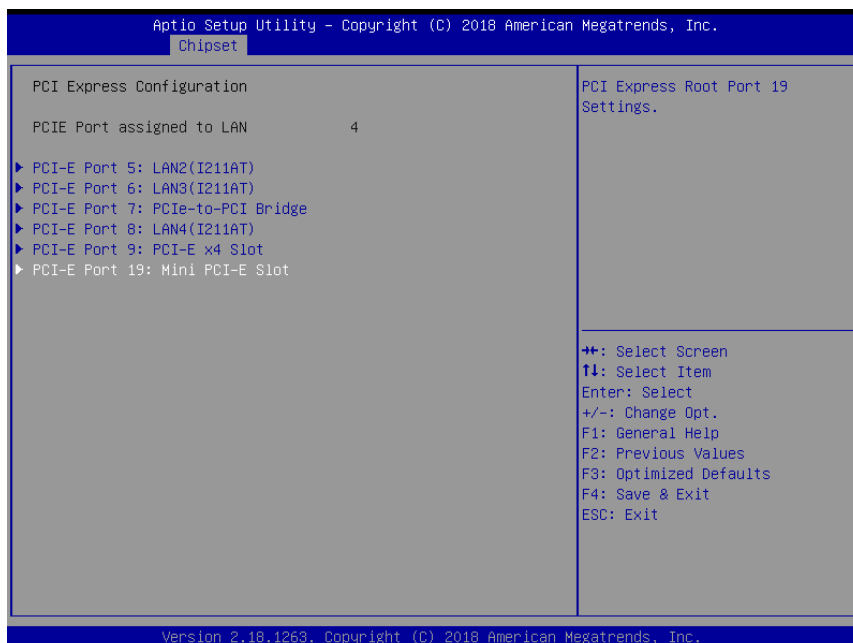 Aptio Setup Utility – Copyright (C) 2018 American Megatrends, Inc.
Chipset
PCI Express Configuration
PCIE Port assigned to LAN 4
PCI-E Port 5: LAN2(I211AT)
PCI-E Port 6: LAN3(I211AT)
PCI-E Port 7: PCIe-to-PCI Bridge
PCI-E Port 8: LAN4(I211AT)
PCI-E Port 9: PCI-E x4 Slot
PCI-E Port 19: Mini PCI-E Slot
PCI Express Root Port 19
Settings.
→←: Select Screen
↑↓: Select Item
Enter: Select
+/-: Change Opt.
F1: General Help
F2: Previous Values
F3: Optimized Defaults
F4: Save & Exit
ESC: Exit
Version 2.18.1263. Copyright (C) 2018 American Megatrends, Inc.